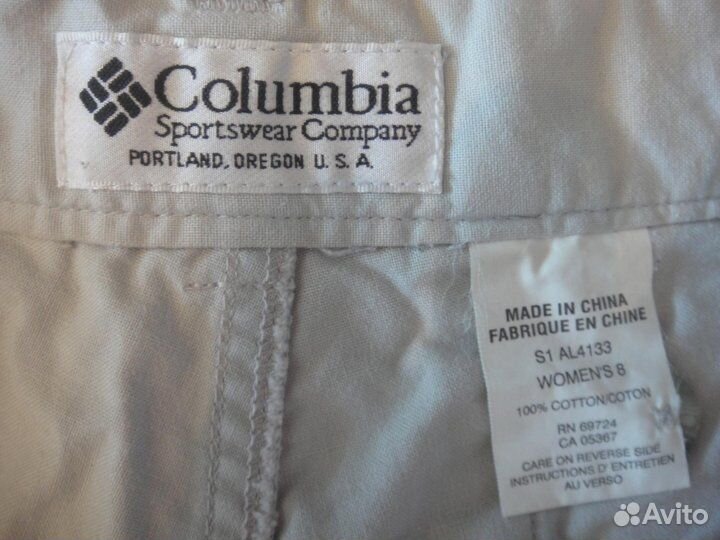 Columbia
Sportswear Company
PORTLAND, OREGON U.S.A.
MADE IN CHINA
FABRIQUE EN CHINE
S1 AL4133
WOMEN'S 8
100% COTTON/COTON
RN 69724
CA 05367
CARE ON REVERSE SIDE
INSTRUCTIONS D'ENTRETIEN
AU VERSO
Avito